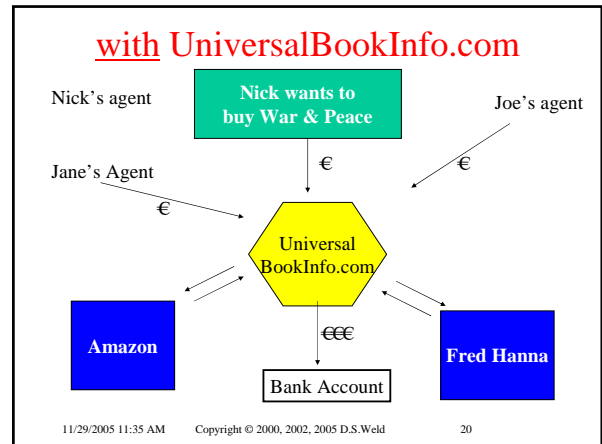 with UniversalBookInfo.com
Nick's agent
Nick wants to
buy War & Peace
Joe's agent
€
€
Jane's Agent
€
Universal
BookInfo.com
Amazon
€€€
Fred Hanna
Bank Account
11/29/2005 11:35 AM
Copyright © 2000, 2002, 2005 D.S.Weld
20